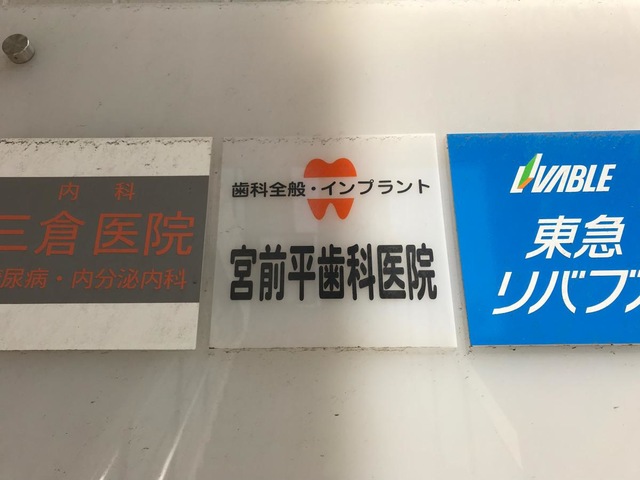 内科
三倉医院
尿病・内分泌内科
歯科全般・インプラント
宮前平歯科医院
LIVABLE
東急
リバブ